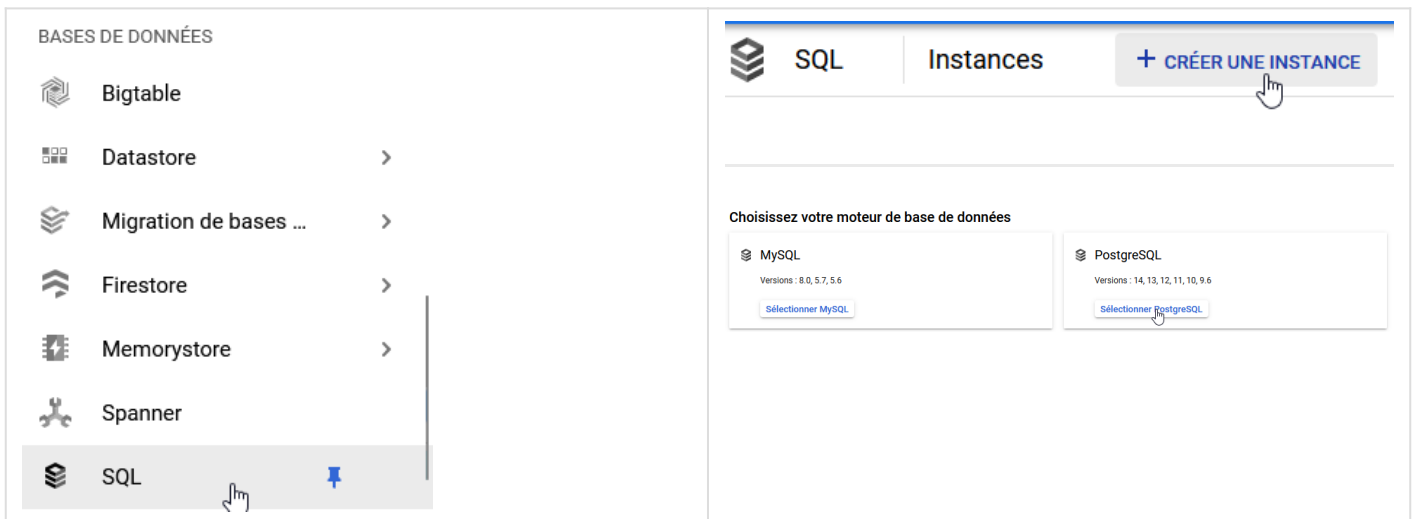 BASES DE DONNÉES
Bigtable
Datastore
Migration de bases ...
Firestore
Memorystore
Spanner
SQL
SQL Instances + CRÉER UNE INSTANCE
Choisissez votre moteur de base de données
MySQL
Versions : 8.0, 5.7, 5.6
Sélectionner MySQL
PostgreSQL
Versions : 14, 13, 12, 11, 10, 9.6
Sélectionner PostgreSQL